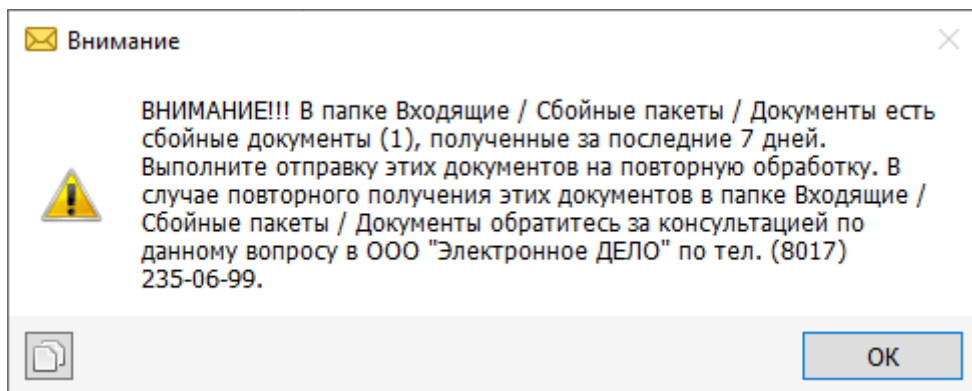 Внимание
ВНИМАНИЕ!!! В папке Входящие / Сбойные пакеты / Документы есть
сбойные документы (1), полученные за последние 7 дней.
Выполните отправку этих документов на повторную обработку. В
случае повторного получения этих документов в папке Входящие /
Сбойные пакеты / Документы обратитесь за консультацией по
данному вопросу в ООО "Электронное ДЕЛО" по тел. (8017)
235-06-99.
ОК